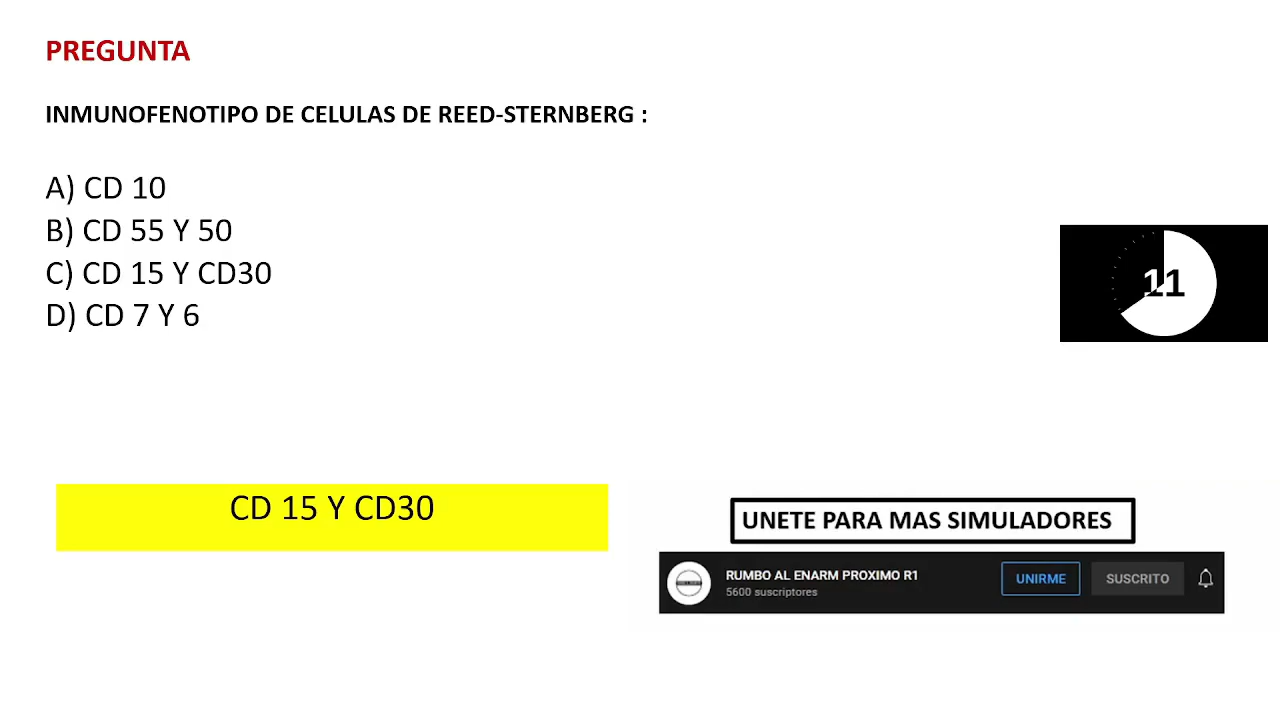 PREGUNTA
INMUNOFENOTIPO DE CELULAS DE REED-STERNBERG :
A) CD 10
B) CD 55 Y 50
C) CD 15 Y CD30
D) CD 7 Y 6
11
CD 15 Y CD30
UNETE PARA MAS SIMULADORES
RUMBO AL ENARM PROXIMO R1
5600 suscriptores
UNIRME
SUSCRITO